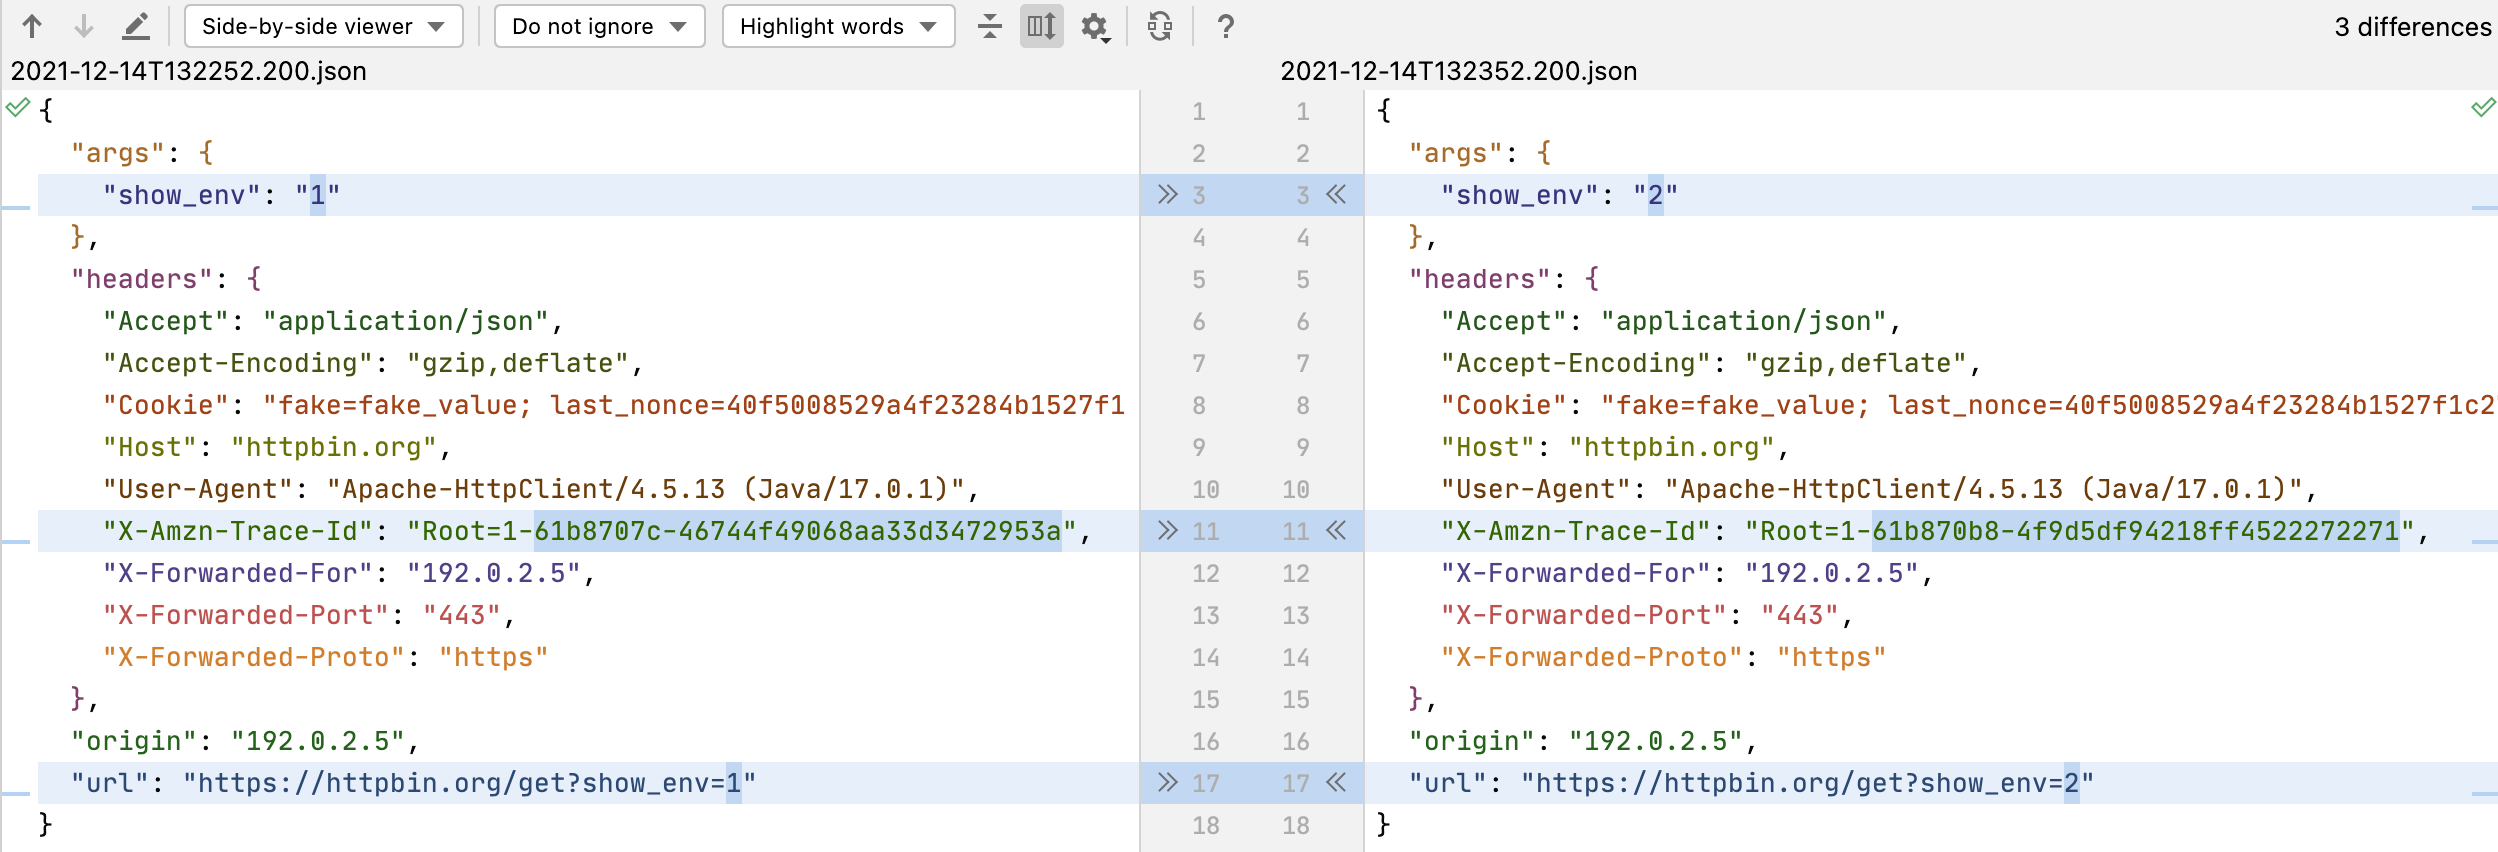 Side-by-side viewer Do not ignore Highlight words ? 3 differences
2021-12-14T132252.200.json 2021-12-14T132352.200.json
{ 1 1 {
"args": { 2 2 "args": {
"show_env": "1" 3 3 "show_env": "2"
}, 4 4 },
"headers": { 5 5 "headers": {
"Accept": "application/json", 6 6 "Accept": "application/json",
"Accept-Encoding": "gzip,deflate", 7 7 "Accept-Encoding": "gzip,deflate",
"Cookie": "fake=fake_value; last_nonce=40f5008529a4f23284b1527f1 8 8 "Cookie": "fake=fake_value; last_nonce=40f5008529a4f23284b1527f1c2
"Host": "httpbin.org", 9 9 "Host": "httpbin.org",
"User-Agent": "Apache-HttpClient/4.5.13 (Java/17.0.1)", 10 10 "User-Agent": "Apache-HttpClient/4.5.13 (Java/17.0.1)",
"X-Amzn-Trace-Id": "Root=1-61b8707c-46744f49068aa33d3472953a", 11 11 "X-Amzn-Trace-Id": "Root=1-61b870b8-4f9d5df94218ff4522272271",
"X-Forwarded-For": "192.0.2.5", 12 12 "X-Forwarded-For": "192.0.2.5",
"X-Forwarded-Port": "443", 13 13 "X-Forwarded-Port": "443",
"X-Forwarded-Proto": "https" 14 14 "X-Forwarded-Proto": "https"
}, 15 15 },
"origin": "192.0.2.5", 16 16 "origin": "192.0.2.5",
"url": "https://httpbin.org/get?show_env=1" 17 17 "url": "https://httpbin.org/get?show_env=2"
} 18 18 }